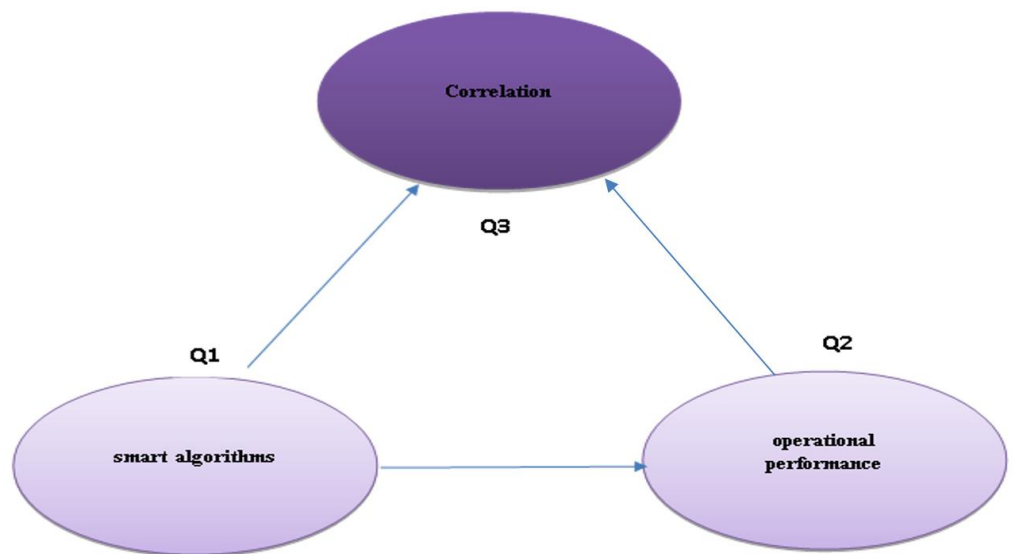 Correlation
Q3
Q1
Q2
smart algorithms
operational
performance